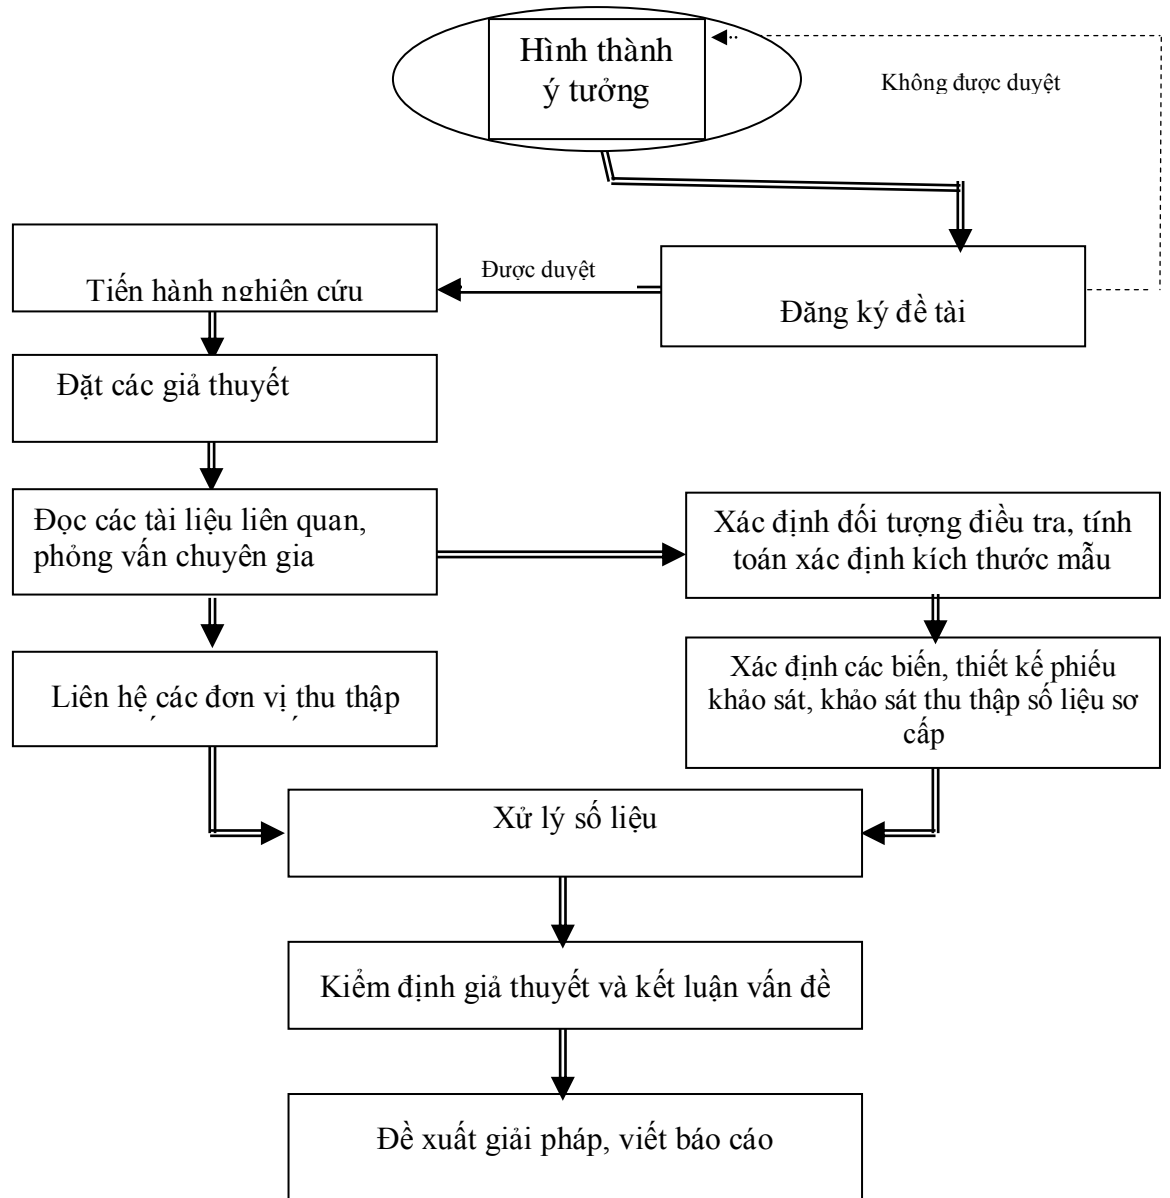 Hình thành
ý tưởng
Không được duyệt
Được duyệt
Tiến hành nghiên cứu
Đăng ký đề tài
Đặt các giả thuyết
Đọc các tài liệu liên quan,
phỏng vấn chuyên gia
Xác định đối tượng điều tra, tính
toán xác định kích thước mẫu
Liên hệ các đơn vị thu thập
Xác định các biến, thiết kế phiếu
khảo sát, khảo sát thu thập số liệu sơ
cấp
Xử lý số liệu
Kiểm định giả thuyết và kết luận vấn đề
Đề xuất giải pháp, viết báo cáo